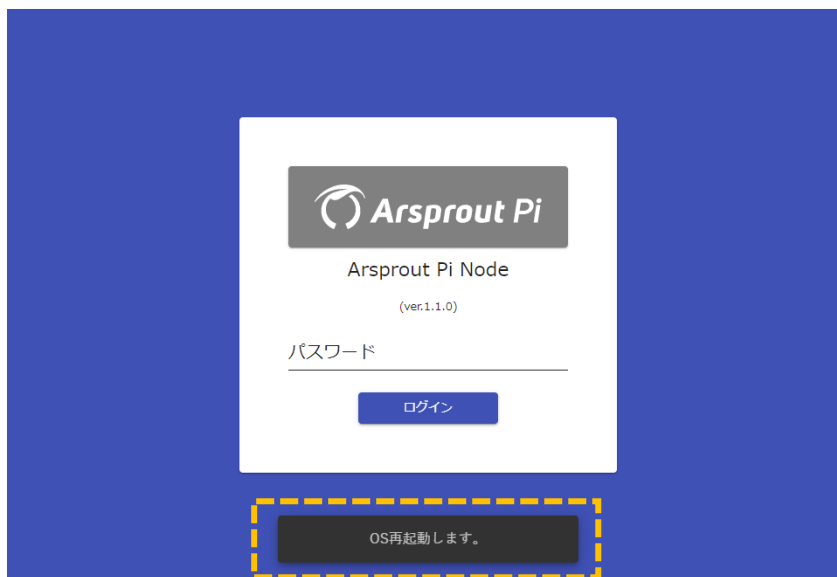 Arsprout Pi
Arsprout Pi Node
(ver.1.1.0)
パスワード
ログイン
OS再起動します。